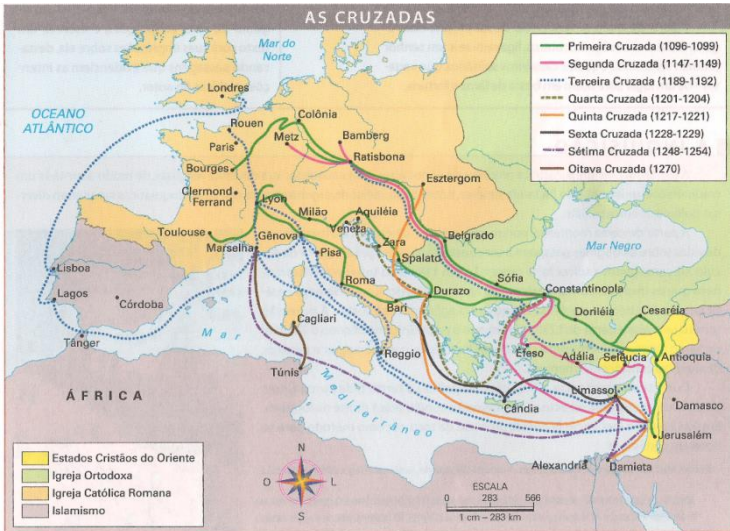 AS CRUZADAS
Primeira Cruzada (1096-1099)
Segunda Cruzada (1147-1149)
Terceira Cruzada (1189-1192)
Quarta Cruzada (1201-1204)
Quinta Cruzada (1217-1221)
Sexta Cruzada (1228-1229)
Sétima Cruzada (1248-1254)
Oitava Cruzada (1270)
Mar do
Norte
OCEANO
ATLÂNTICO
Londres
Rouen
Colônia
Paris
Metz
Bamberg
Bourges
Ratisbona
Clermond
Ferrand
Esztergom
Lyon
Milão
Aquiléia
Veneza
Toulouse
Gênova
Zara
Belgrado
Mar Negro
Marselha
Pisa
Spalato
Sófia
Constantinopla
Lisboa
Roma
Durazo
Lagos
Córdoba
Bari
Doriléia
Cesaréia
Cagliari
Tânger
Mar
Reggio
Éfeso
Adália
Seleucia
Antioquia
ÁFRICA
Túnis
Mediterrâneo
Cândia
Limassol
Damasco
Jerusalém
Alexandria
Damieta
Estados Cristãos do Oriente
Igreja Ortodoxa
Igreja Católica Romana
Islamismo
N
O
L
S
ESCALA
0 283 566
1 cm – 283 km